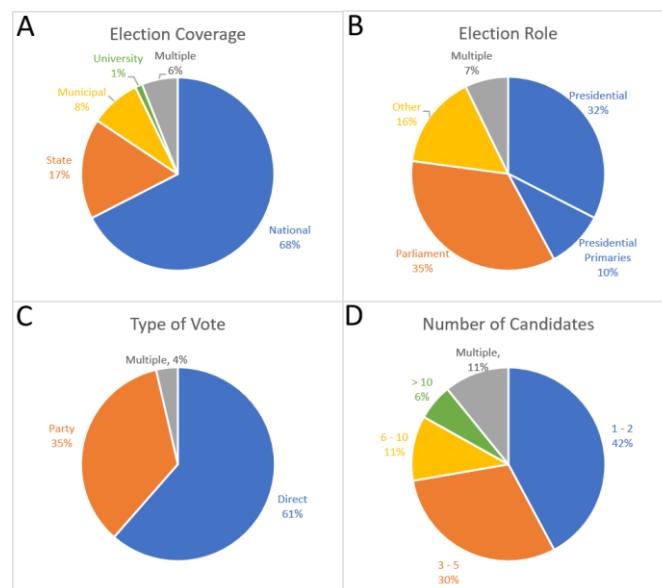 A
Election Coverage
University
1%
Multiple
6%
Municipal
8%
State
17%
National
68%
B
Election Role
Multiple
7%
Presidential
32%
Other
16%
Parliament
35%
Presidential
Primaries
10%
C
Type of Vote
Multiple, 4%
Party
35%
Direct
61%
D
Number of Candidates
Multiple,
11%
> 10
6%
6 - 10
11%
1 - 2
42%
3 - 5
30%